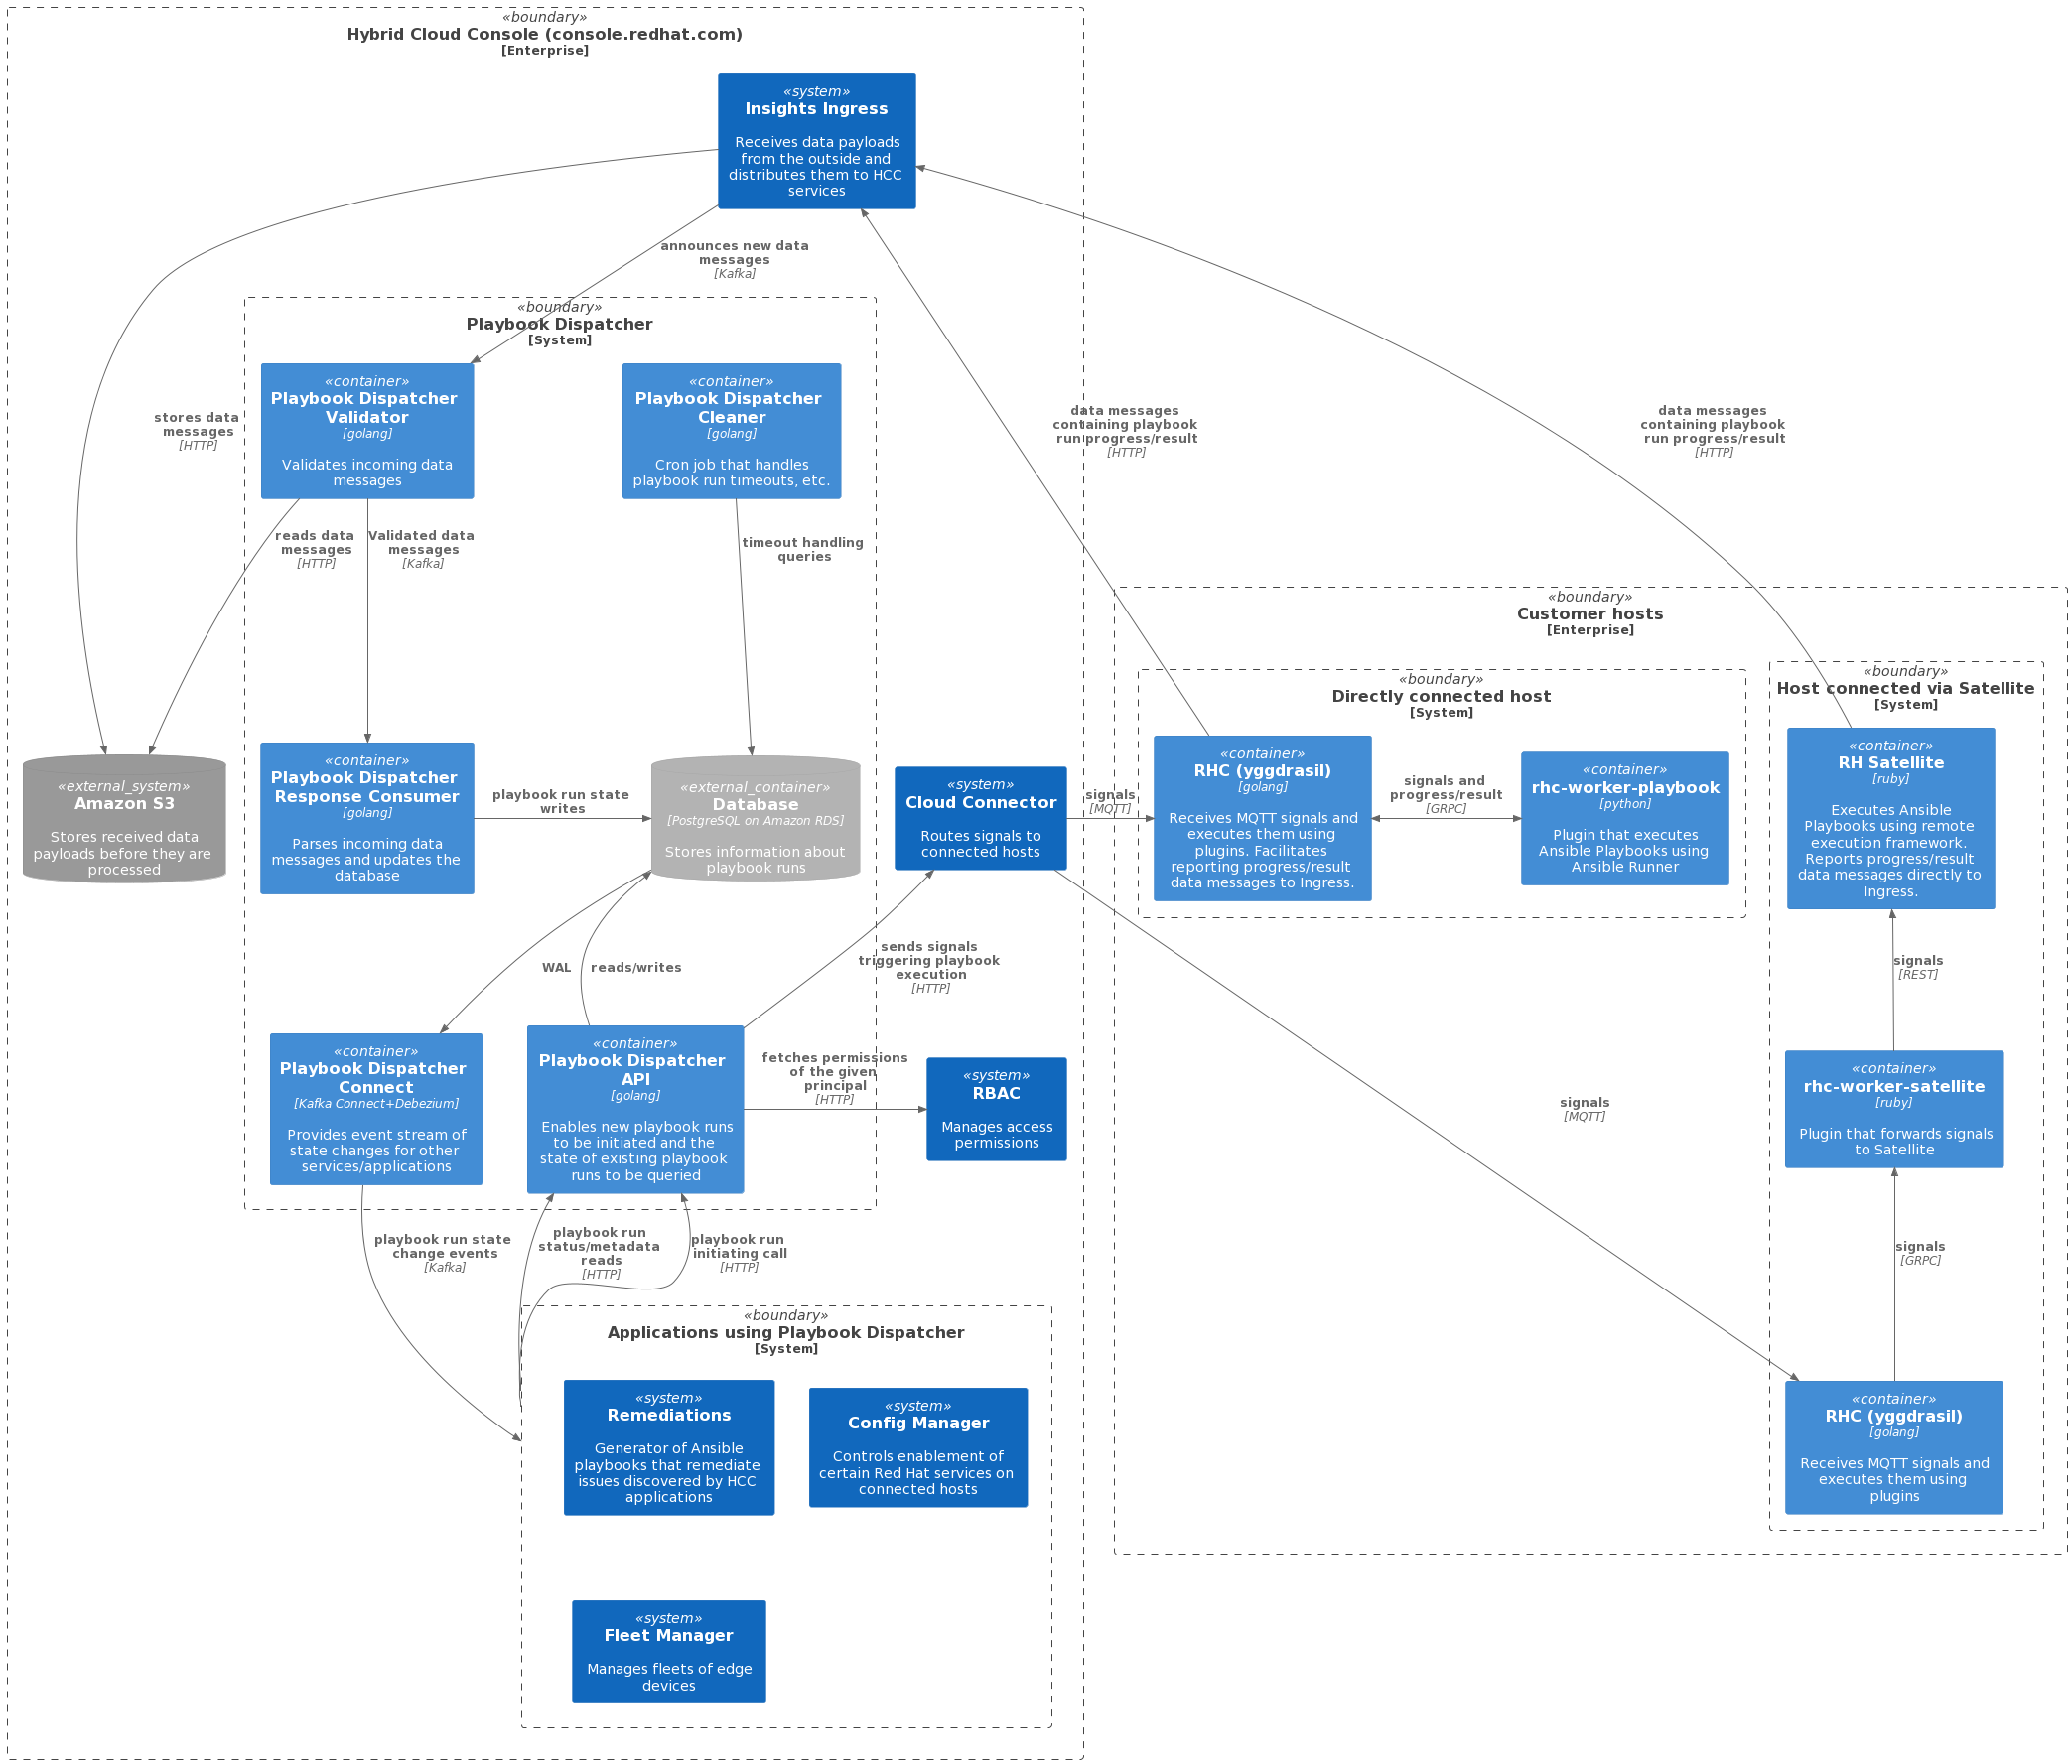 «boundary»
Hybrid Cloud Console (console.redhat.com)
[Enterprise]
«system»
Insights Ingress
Receives data payloads
from the outside and
distributes them to HCC
services
announces new data
messages
[Kafka]
«boundary»
Playbook Dispatcher
[System]
stores data
messages
[HTTP]
«container»
Playbook Dispatcher
Validator
[golang]
Validates incoming data
messages
«container»
Playbook Dispatcher
Cleaner
[golang]
Cron job that handles
playbook run timeouts, etc.
data messages
containing playbook
run progress/result
[HTTP]
data messages
containing playbook
run progress/result
[HTTP]
reads data
messages
[HTTP]
Validated data
messages
[Kafka]
timeout handling
queries
«boundary»
Customer hosts
[Enterprise]
«boundary»
Directly connected host
[System]
«boundary»
Host connected via Satellite
[System]
«external_system»
Amazon S3
Stores received data
payloads before they are
processed
«container»
Playbook Dispatcher
Response Consumer
[golang]
Parses incoming data
messages and updates the
database
playbook run state
writes
«external_container»
Database
[PostgreSQL on Amazon RDS]
Stores information about
playbook runs
«system»
Cloud Connector
Routes signals to
connected hosts
signals
[MQTT]
«container»
RHC (yggdrasil)
[golang]
Receives MQTT signals and
executes them using
plugins. Facilitates
reporting progress/result
data messages to Ingress.
signals and
progress/result
[GRPC]
«container»
rhc-worker-playbook
[python]
Plugin that executes
Ansible Playbooks using
Ansible Runner
«container»
RH Satellite
[ruby]
Executes Ansible
Playbooks using remote
execution framework.
Reports progress/result
data messages directly to
Ingress.
WAL
reads/writes
sends signals
triggering playbook
execution
[HTTP]
signals
[REST]
«container»
Playbook Dispatcher
Connect
[Kafka Connect+Debezium]
Provides event stream of
state changes for other
services/applications
«container»
Playbook Dispatcher
API
[golang]
Enables new playbook runs
to be initiated and the
state of existing playbook
runs to be queried
fetches permissions
of the given
principal
[HTTP]
«system»
RBAC
Manages access
permissions
signals
[MQTT]
«container»
rhc-worker-satellite
[ruby]
Plugin that forwards signals
to Satellite
playbook run state
change events
[Kafka]
playbook run
status/metadata
reads
[HTTP]
playbook run
initiating call
[HTTP]
signals
[GRPC]
«boundary»
Applications using Playbook Dispatcher
[System]
«system»
Remediations
Generator of Ansible
playbooks that remediate
issues discovered by HCC
applications
«system»
Config Manager
Controls enablement of
certain Red Hat services on
connected hosts
«container»
RHC (yggdrasil)
[golang]
Receives MQTT signals and
executes them using
plugins
«system»
Fleet Manager
Manages fleets of edge
devices